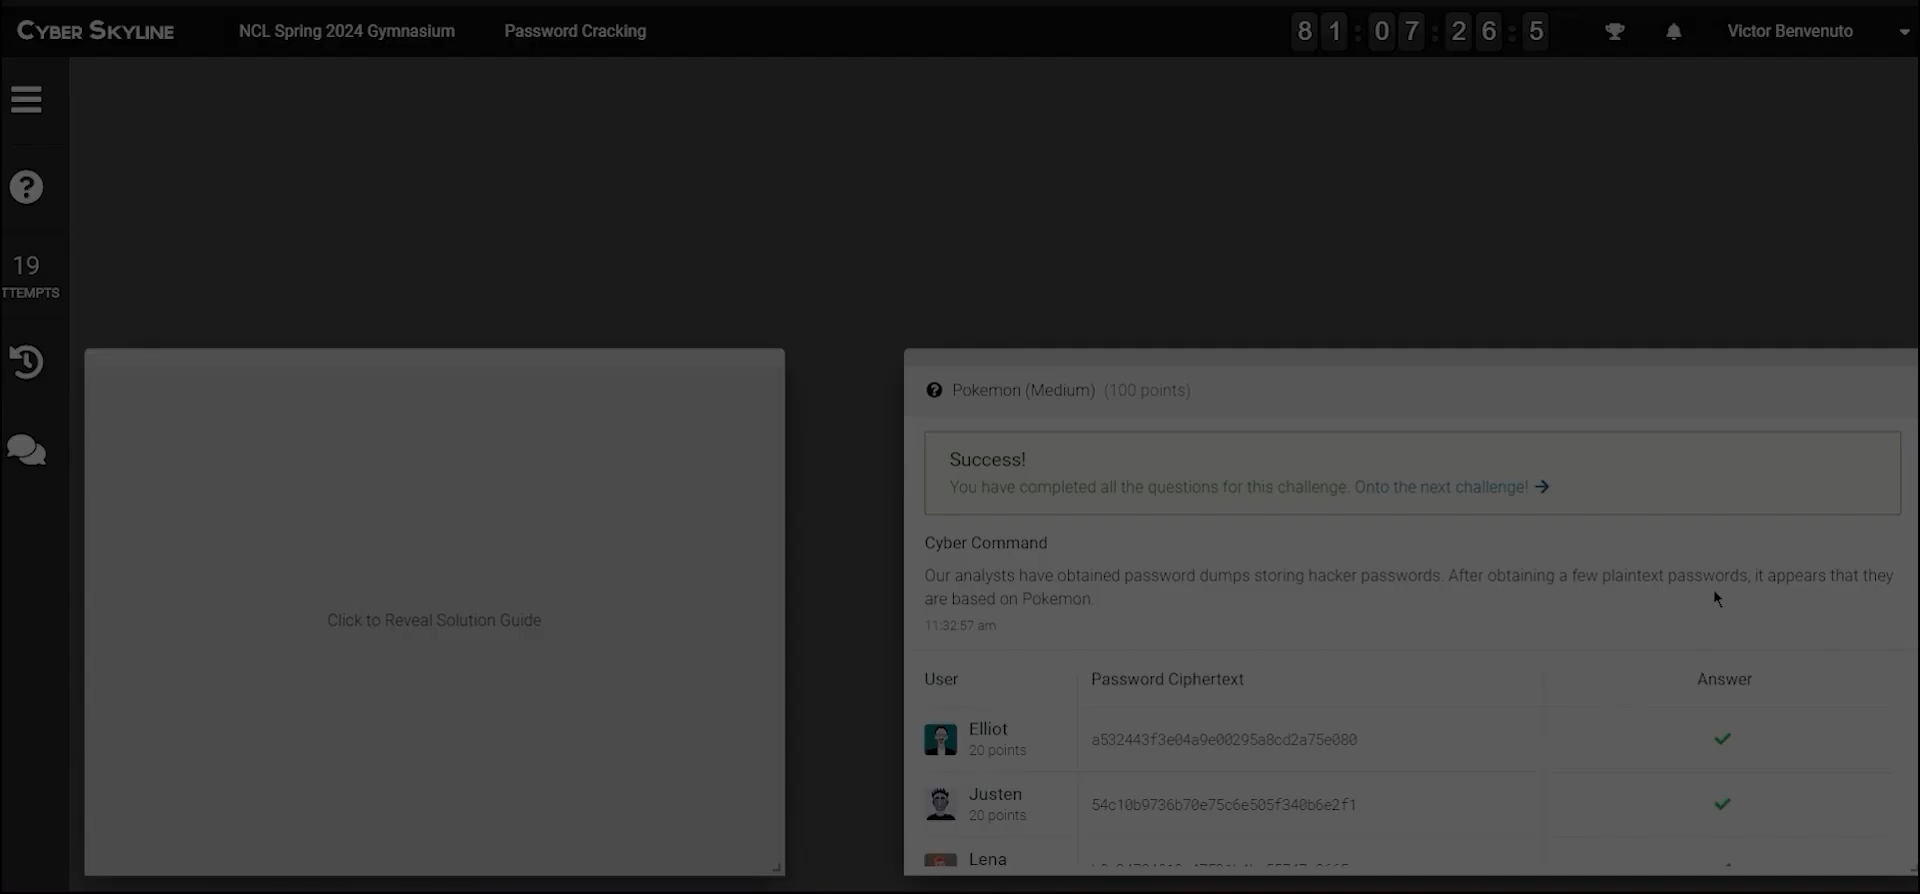 CYBER SKYLINE
NCL Spring 2024 Gymnasium
Password Cracking
81:07:26:5
Victor Benvenuto
19
TTEMPTS
Click to Reveal Solution Guide
Pokemon (Medium) (100 points)
Success!
You have completed all the questions for this challenge. Onto the next challenge!
Cyber Command
Our analysts have obtained password dumps storing hacker passwords. After obtaining a few plaintext passwords, it appears that they
are based on Pokemon.
11:32:57 am
User
Password Ciphertext
Answer
Elliot
20 points
a532443f3e04a9e00295a8cd2a75e080
Justen
20 points
54c10b9736b70e75c6e505f340b6e2f1
Lena